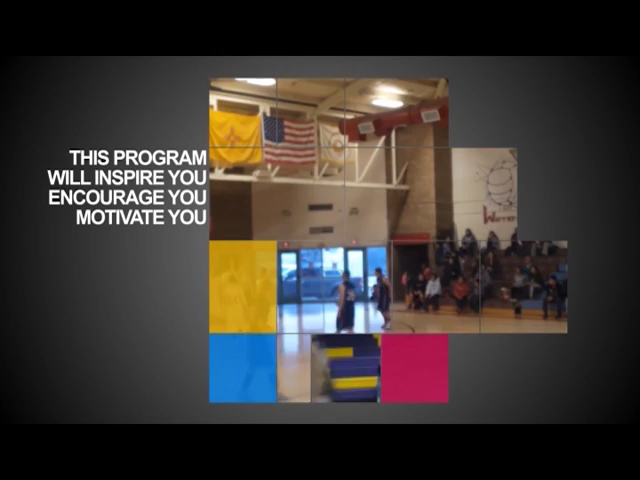 THIS PROGRAM
WILL INSPIRE YOU
ENCOURAGE YOU
MOTIVATE YOU